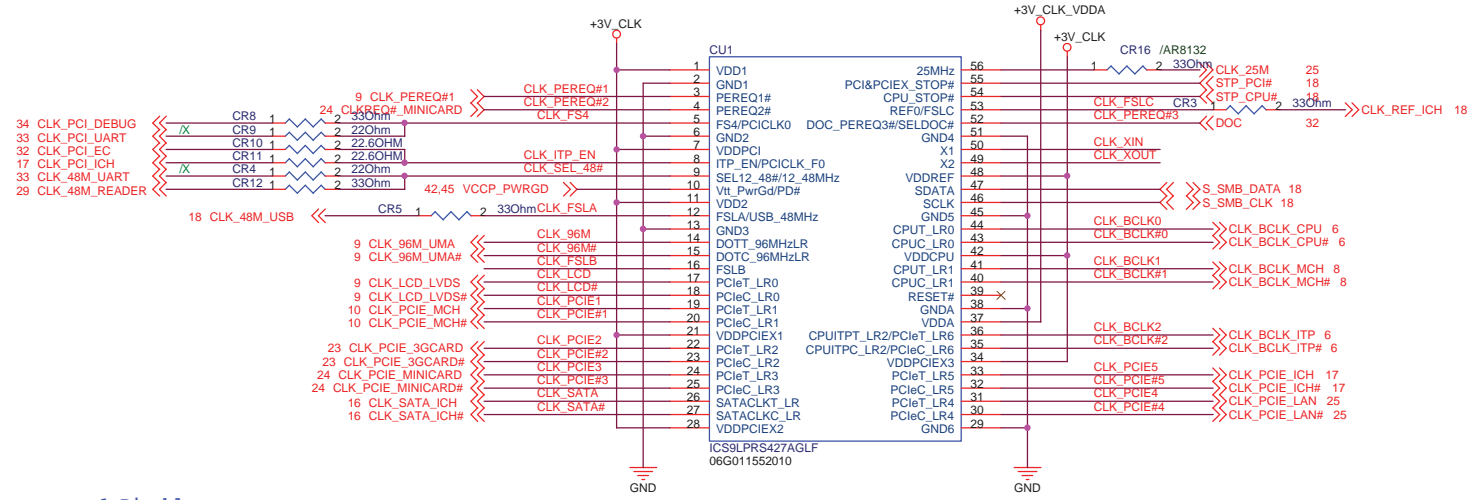 +3V_CLK_VDDA
+3V_CLK
+3V_CLK
CR16 /AR8132
CU1
1 VDD1 25MHz 56 1 2 33Ohm CLK_25M 25
2 GND1 PCI&PCIEX_STOP# 55 STP_PCI# 18
9 CLK_PEREQ#1 CLK_PEREQ#1 3 PEREQ1# CPU_STOP# 54 STP_CPU# 18
24 CLKREQ#_MINICARD CLK_PEREQ#2 4 PEREQ2# REF0/FSLC 53 CLK_FSLC CR3 1 2 33Ohm CLK_REF_ICH 18
34 CLK_PCI_DEBUG CR8 1 2 33Ohm CLK_FS4 5 FS4/PCICLK0 DOC_PEREQ3#/SELDOC# 52 CLK_PEREQ#3 DOC 32
33 CLK_PCI_UART /X CR9 1 2 22Ohm 6 GND2 GND4 51
32 CLK_PCI_EC CR10 1 2 22.6OHM 7 VDDPCI X1 50 CLK_XIN
17 CLK_PCI_ICH CR11 1 2 22.6OHM CLK_ITP_EN 8 ITP_EN/PCICLK_F0 X2 49 CLK_XOUT
33 CLK_48M_UART /X CR4 1 2 22Ohm CLK_SEL_48# 9 SEL12_48#/12_48MHz VDDREF 48
29 CLK_48M_READER CR12 1 2 33Ohm 42,45 VCCP_PWRGD 10 Vtt_PwrGd/PD# SDATA 47 S_SMB_DATA 18
11 VDD2 SCLK 46 S_SMB_CLK 18
18 CLK_48M_USB CR5 1 2 33Ohm CLK_FSLA 12 FSLA/USB_48MHz GND5 45
13 GND3 CPUT_LR0 44 CLK_BCLK0 CLK_BCLK_CPU 6
9 CLK_96M_UMA CLK_96M 14 DOTT_96MHzLR CPUC_LR0 43 CLK_BCLK#0 CLK_BCLK_CPU# 6
9 CLK_96M_UMA# CLK_96M# 15 DOTC_96MHzLR VDDCPU 42
CLK_FSLB 16 FSLB CPUT_LR1 41 CLK_BCLK1 CLK_BCLK_MCH 8
9 CLK_LCD_LVDS CLK_LCD 17 PCIeT_LR0 CPUC_LR1 40 CLK_BCLK#1 CLK_BCLK_MCH# 8
9 CLK_LCD_LVDS# CLK_LCD# 18 PCIeC_LR0 RESET# 39
10 CLK_PCIE_MCH CLK_PCIE1 19 PCIeT_LR1 GNDA 38
10 CLK_PCIE_MCH# CLK_PCIE#1 20 PCIeC_LR1 VDDA 37
21 VDDPCIEX1 CPUITPT_LR2/PCIeT_LR6 36 CLK_BCLK2 CLK_BCLK_ITP 6
23 CLK_PCIE_3GCARD CLK_PCIE2 22 PCIeT_LR2 CPUITPC_LR2/PCIeC_LR6 35 CLK_BCLK#2 CLK_BCLK_ITP# 6
23 CLK_PCIE_3GCARD# CLK_PCIE#2 23 PCIeC_LR2 VDDPCIEX3 34
24 CLK_PCIE_MINICARD CLK_PCIE3 24 PCIeT_LR3 PCIeT_LR5 33 CLK_PCIE5 CLK_PCIE_ICH 17
24 CLK_PCIE_MINICARD# CLK_PCIE#3 25 PCIeC_LR3 PCIeC_LR5 32 CLK_PCIE#5 CLK_PCIE_ICH# 17
16 CLK_SATA_ICH CLK_SATA 26 SATACLKT_LR PCIeT_LR4 31 CLK_PCIE4 CLK_PCIE_LAN 25
16 CLK_SATA_ICH# CLK_SATA# 27 SATACLKC_LR PCIeC_LR4 30 CLK_PCIE#4 CLK_PCIE_LAN# 25
28 VDDPCIEX2 GND6 29
ICS9LPRS427AGLF
06G011552010
GND
GND